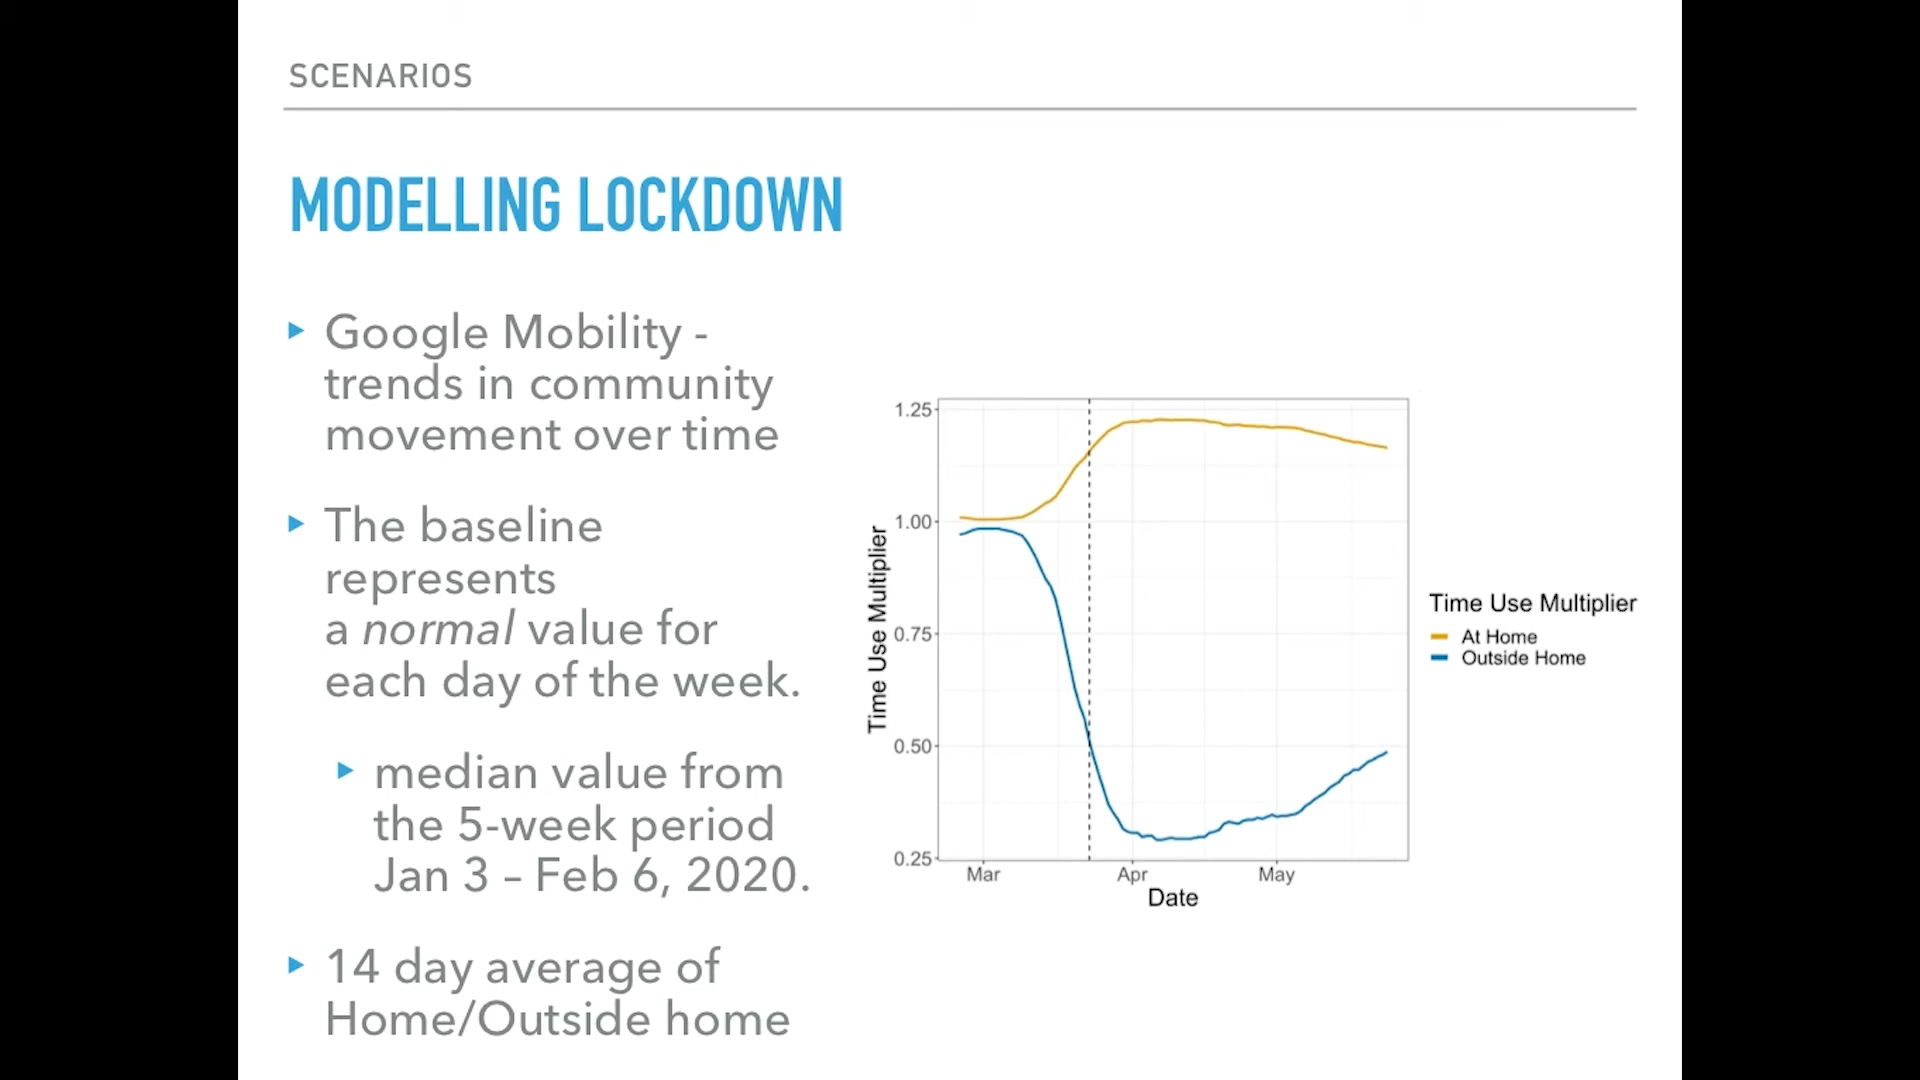 SCENARIOS
MODELLING LOCKDOWN
▸ Google Mobility -
trends in community
movement over time
▸ The baseline
represents
a normal value for
each day of the week.
▸ median value from
the 5-week period
Jan 3 – Feb 6, 2020.
▸ 14 day average of
Home/Outside home
Time Use Multiplier
1.25
1.00
0.75
0.50
0.25
Mar Apr May
Date
Time Use Multiplier
At Home
Outside Home